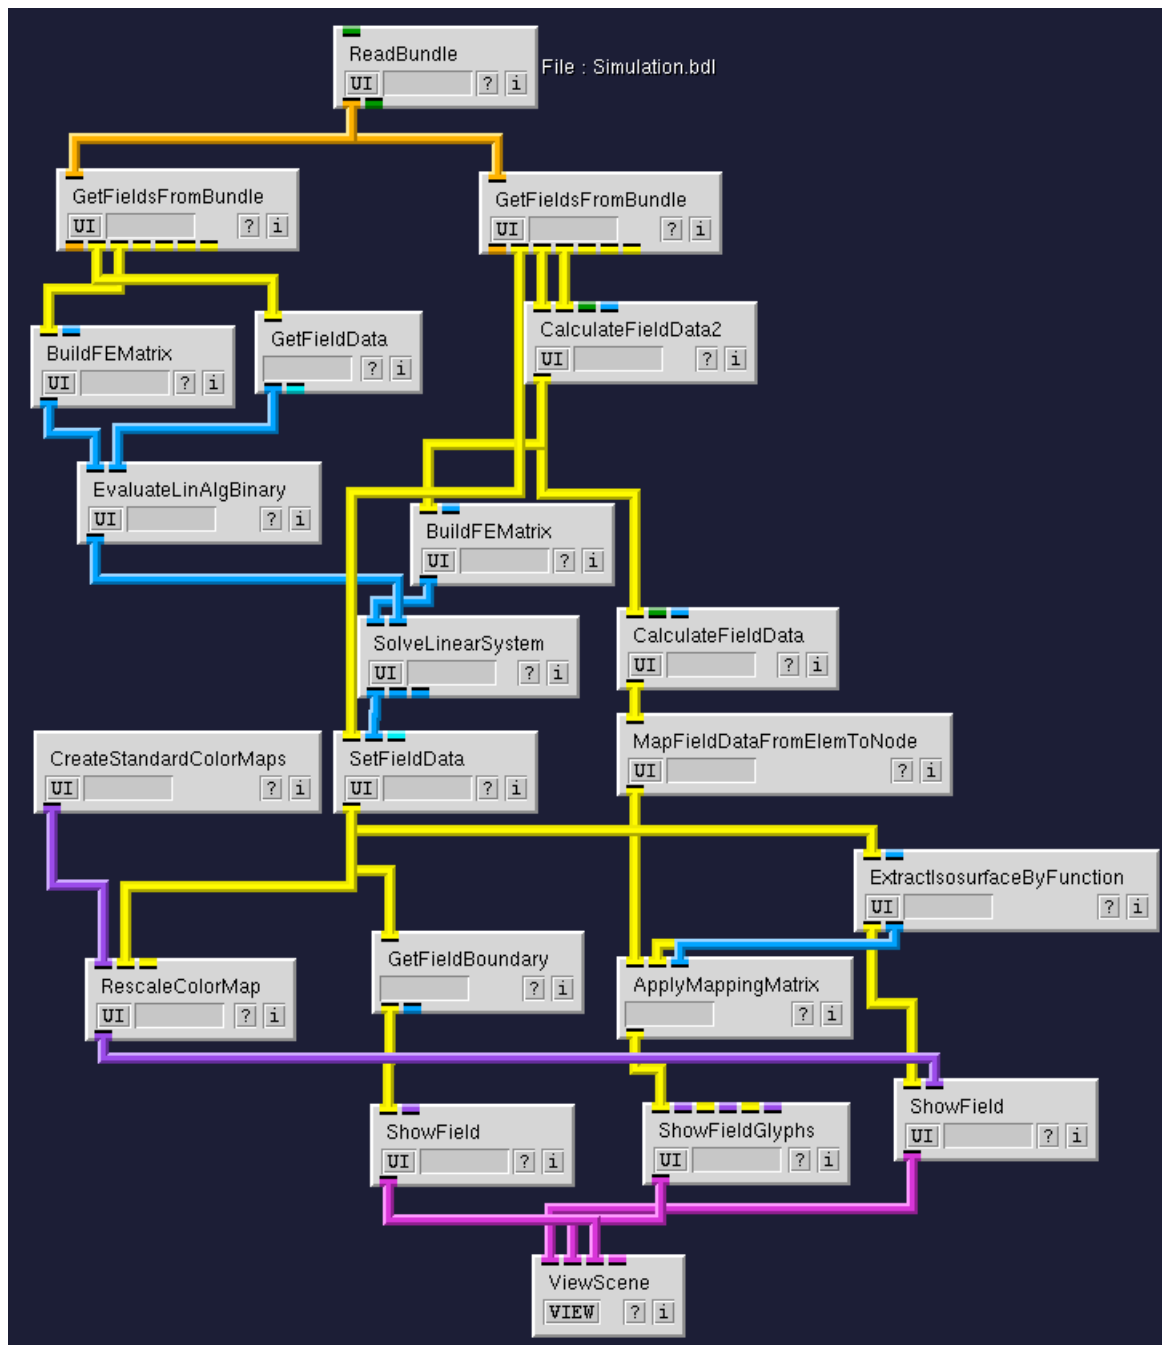 ReadBundle
UI ? i
File : Simulation.bdl
GetFieldsFromBundle
UI ? i
GetFieldsFromBundle
UI ? i
BuildFEMatrix
UI ? i
GetFieldData
? i
CalculateFieldData2
UI ? i
EvaluateLinAlgBinary
UI ? i
BuildFEMatrix
UI ? i
SolveLinearSystem
UI ? i
CalculateFieldData
UI ? i
CreateStandardColorMaps
UI ? i
SetFieldData
UI ? i
MapFieldDataFromElemToNode
UI ? i
ExtractIsosurfaceByFunction
UI ? i
RescaleColorMap
UI ? i
GetFieldBoundary
? i
ApplyMappingMatrix
? i
ShowField
UI ? i
ShowFieldGlyphs
UI ? i
ShowField
UI ? i
ViewScene
VIEW ? i